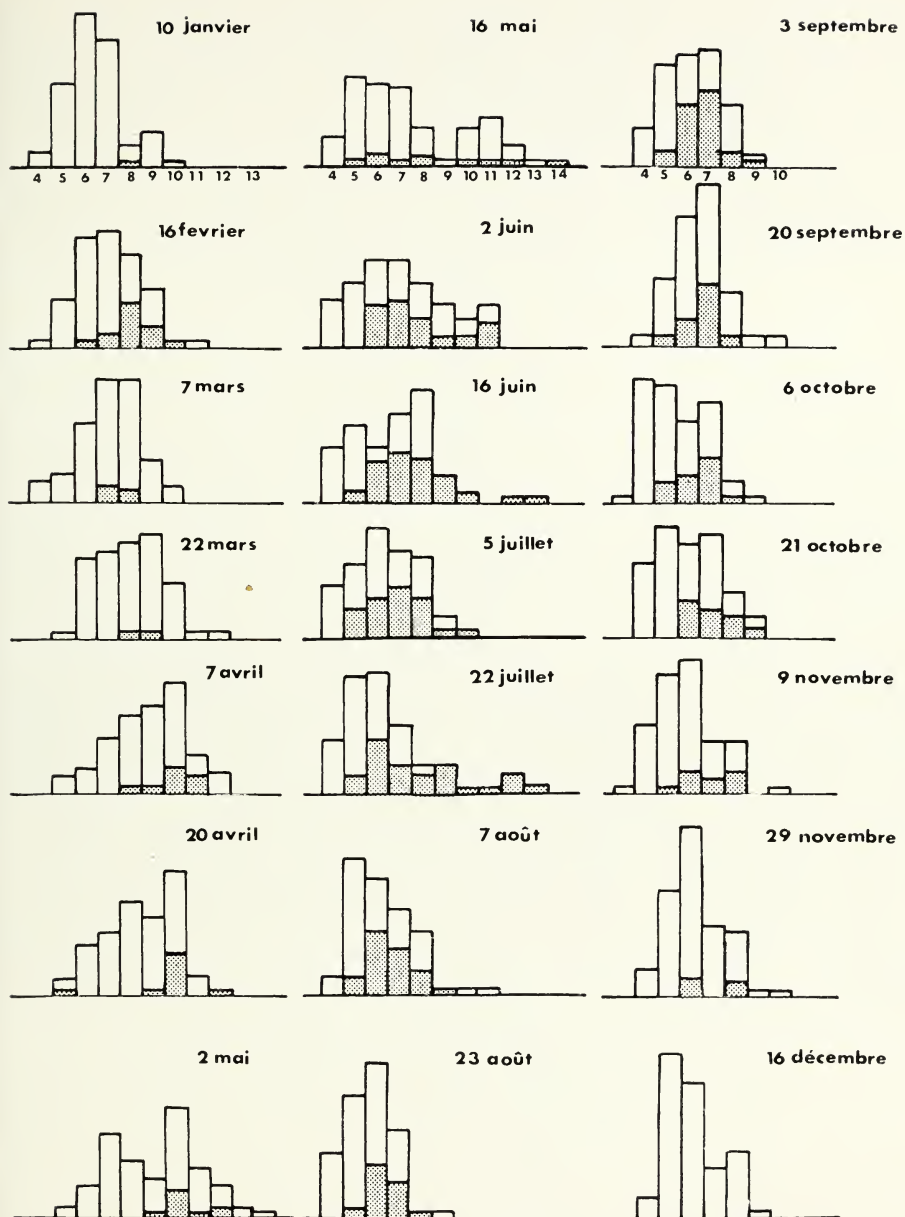 10 janvier
4 5 6 7 8 9 10 11 12 13
16 fevrier
7 mars
22 mars
7 avril
20 avril
2 mai
16 mai
4 5 6 7 8 9 10 11 12 13 14
2 juin
16 juin
5 juillet
22 juillet
7 août
23 août
3 septembre
4 5 6 7 8 9 10
20 septembre
6 octobre
21 octobre
9 novembre
29 novembre
16 décembre